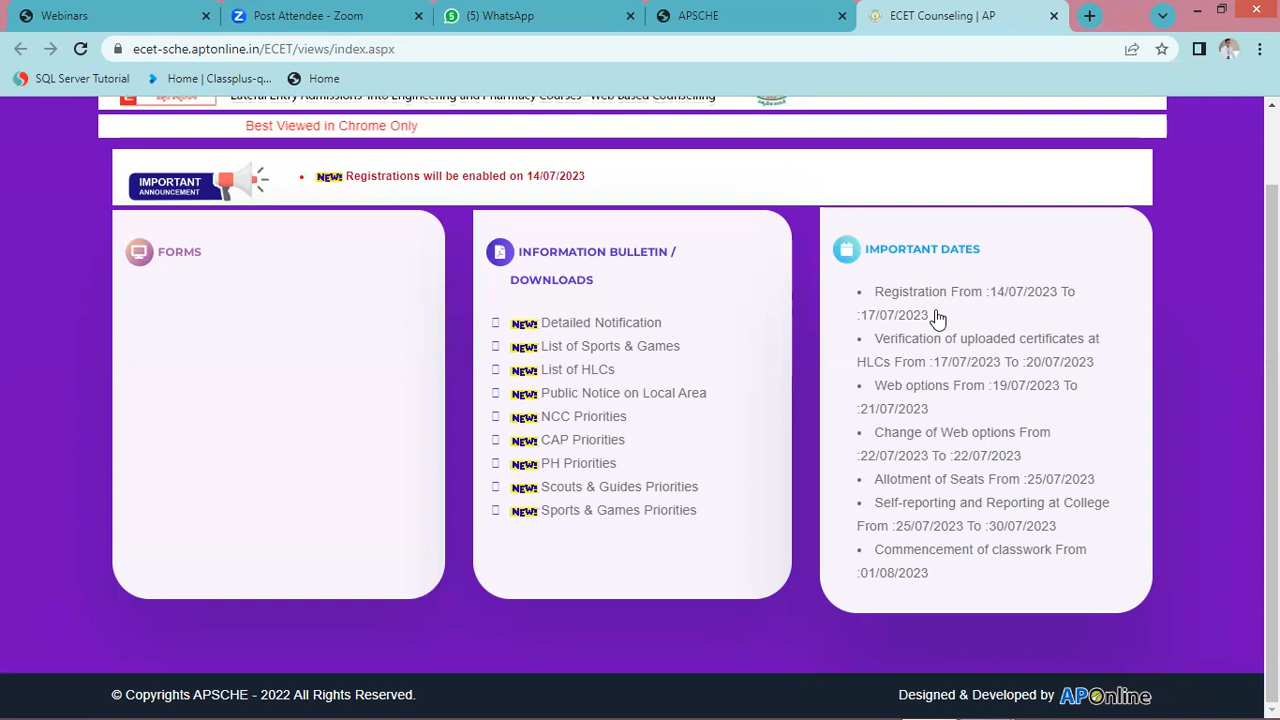 Webinars
Post Attendee - Zoom
(5) WhatsApp
APSCHE
ECET Counseling | AP
ecet-sche.aptonline.in/ECET/views/index.aspx
SQL Server Tutorial
Home | Classplus-q...
Home
Lateral Entry Admissions into Engineering and Pharmacy Courses - Web Based Counselling
Best Viewed in Chrome Only
IMPORTANT
ANNOUNCEMENT
NEW! Registrations will be enabled on 14/07/2023
FORMS
INFORMATION BULLETIN /
DOWNLOADS
NEW! Detailed Notification
NEW! List of Sports & Games
NEW! List of HLCs
NEW! Public Notice on Local Area
NEW! NCC Priorities
NEW! CAP Priorities
NEW! PH Priorities
NEW! Scouts & Guides Priorities
NEW! Sports & Games Priorities
IMPORTANT DATES
• Registration From :14/07/2023 To
:17/07/2023
• Verification of uploaded certificates at
HLCs From :17/07/2023 To :20/07/2023
• Web options From :19/07/2023 To
:21/07/2023
• Change of Web options From
:22/07/2023 To :22/07/2023
• Allotment of Seats From :25/07/2023
• Self-reporting and Reporting at College
From :25/07/2023 To :30/07/2023
• Commencement of classwork From
:01/08/2023
© Copyrights APSCHE - 2022 All Rights Reserved.
Designed & Developed by APOnline